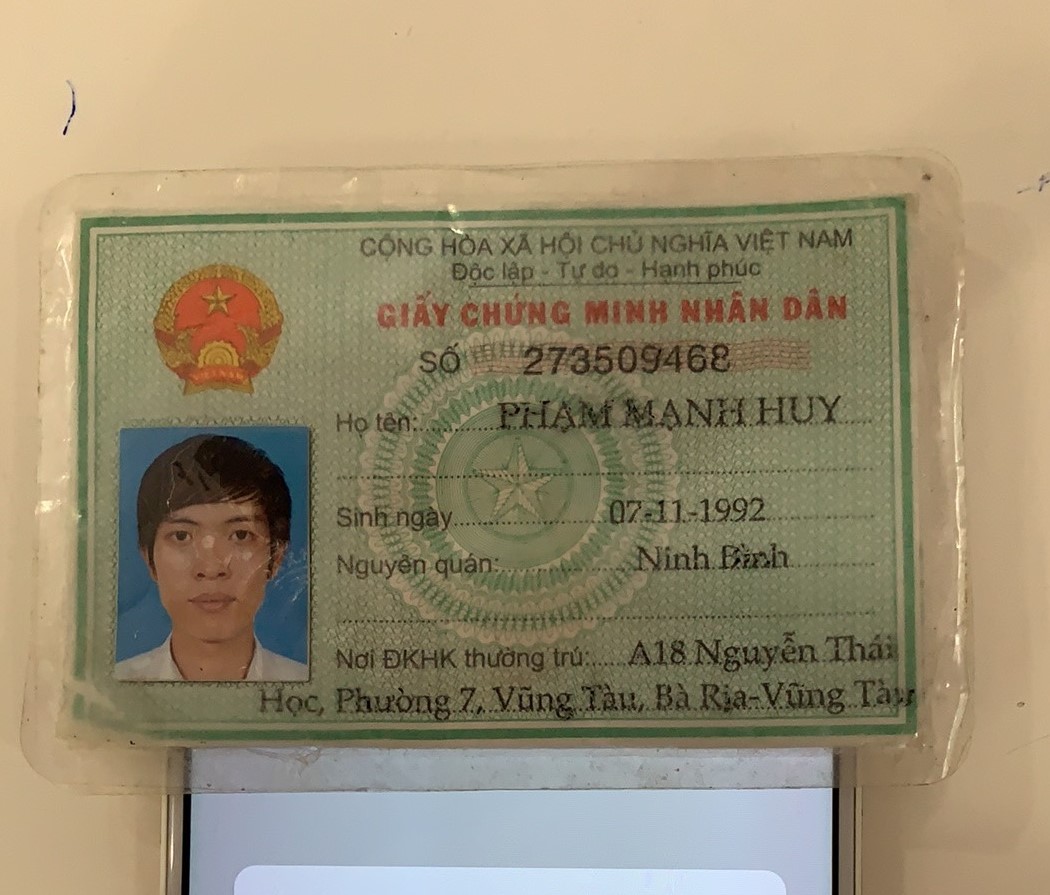 CỘNG HÒA XÃ HỘI CHỦ NGHĨA VIỆT NAM
Độc lập - Tự do - Hạnh phúc
GIẤY CHỨNG MINH NHÂN DÂN
SỐ 273509468
Họ tên: PHẠM MẠNH HUY
Sinh ngày 07-11-1992
Nguyên quán: Ninh Bình
Nơi ĐKHK thường trú: A18 Nguyễn Thái
Học, Phường 7, Vũng Tàu, Bà Rịa-Vũng Tàu
VIỆT NAM